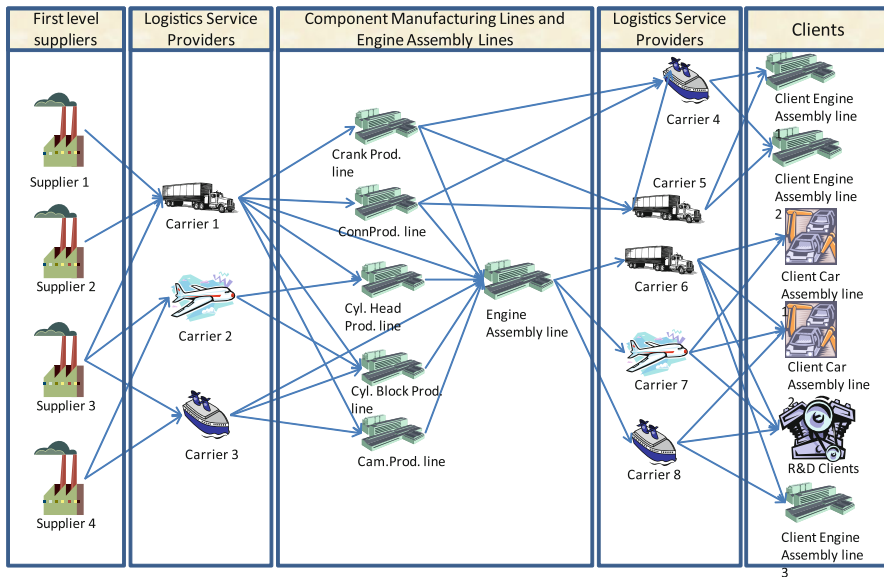 First level
suppliers
Logistics Service
Providers
Component Manufacturing Lines and
Engine Assembly Lines
Logistics Service
Providers
Clients
Supplier 1
Supplier 2
Supplier 3
Supplier 4
Carrier 1
Carrier 2
Carrier 3
Crank Prod.
line
ConnProd. line
Cyl. Head
Prod. line
Cyl. Block Prod.
line
Cam.Prod. line
Engine
Assembly line
Carrier 4
Carrier 5
Carrier 6
Carrier 7
Carrier 8
Client Engine
Assembly line
Client Engine
Assembly line
2
Client Car
Assembly line
1
Client Car
Assembly line
2
R&D Clients
Client Engine
Assembly line
3